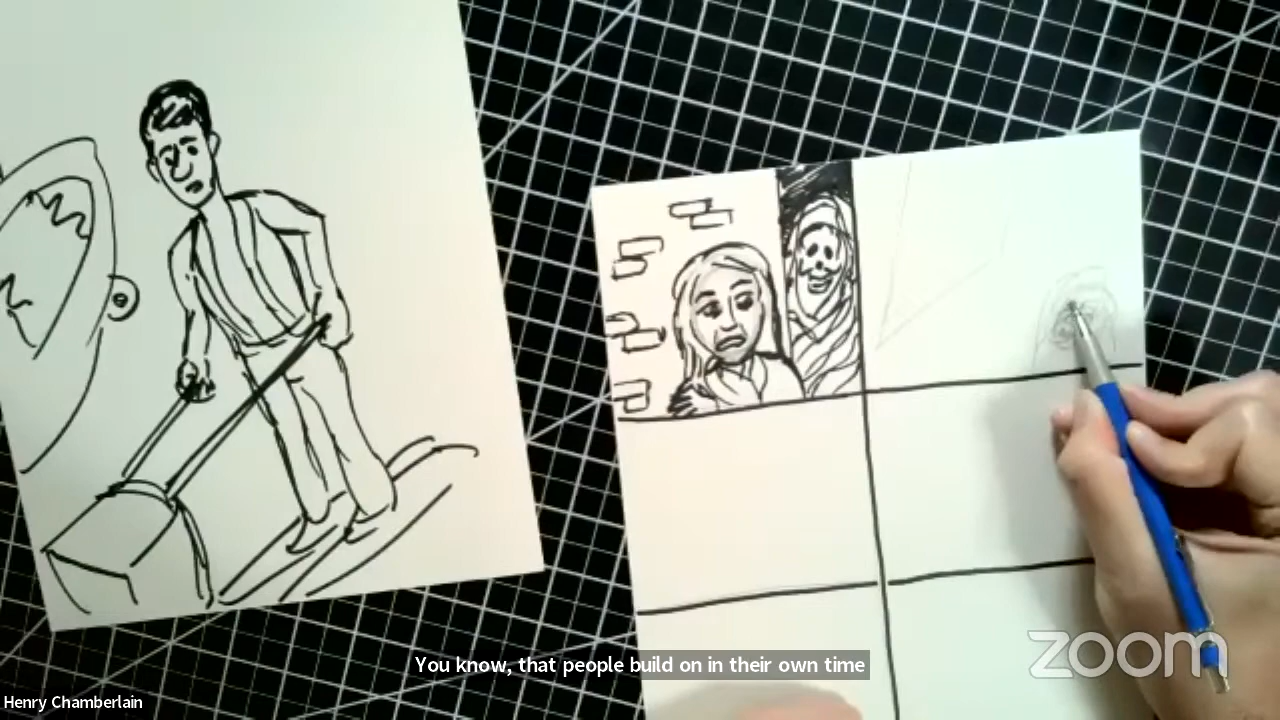 You know, that people build on in their own time
zoom
Henry Chamberlain